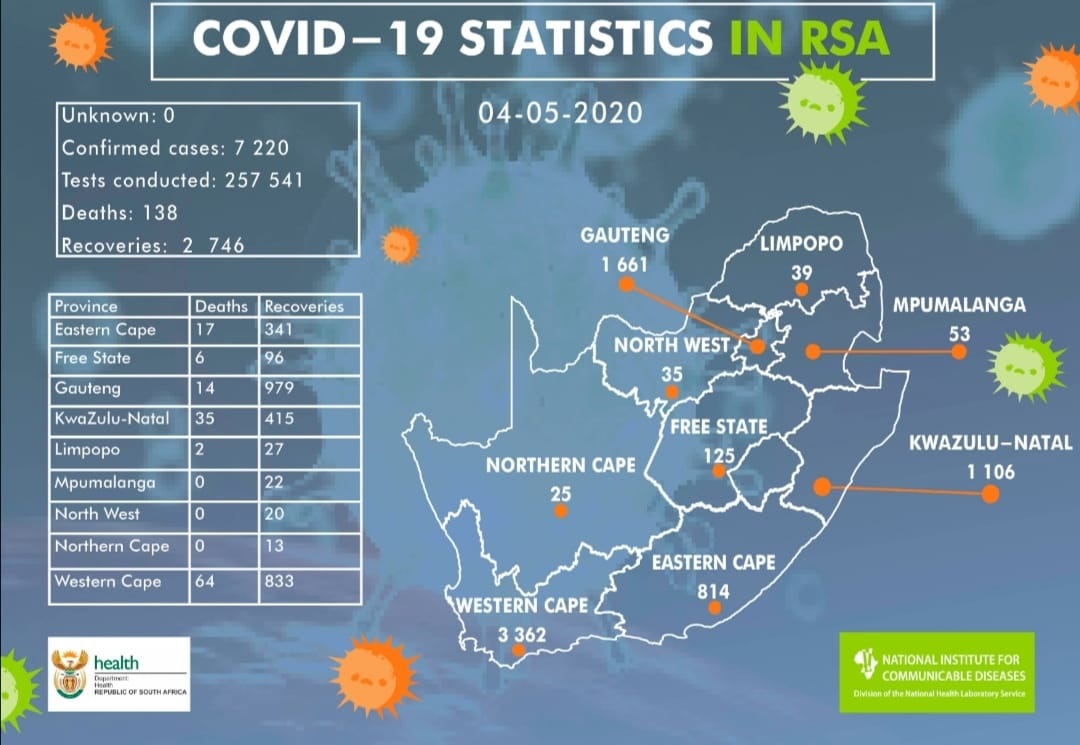 COVID–19 STATISTICS IN RSA
04-05-2020
Unknown: 0
Confirmed cases: 7 220
Tests conducted: 257 541
Deaths: 138
Recoveries: 2 746
Province Deaths Recoveries
Eastern Cape 17 341
Free State 6 96
Gauteng 14 979
KwaZulu-Natal 35 415
Limpopo 2 27
Mpumalanga 0 22
North West 0 20
Northern Cape 0 13
Western Cape 64 833
GAUTENG
1 661
LIMPOPO
39
MPUMALANGA
53
NORTH WEST
35
FREE STATE
125
KWAZULU–NATAL
1 106
NORTHERN CAPE
25
EASTERN CAPE
814
WESTERN CAPE
3 362
health
Department:
Health
REPUBLIC OF SOUTH AFRICA
NATIONAL INSTITUTE FOR
COMMUNICABLE DISEASES
Division of the National Health Laboratory Service